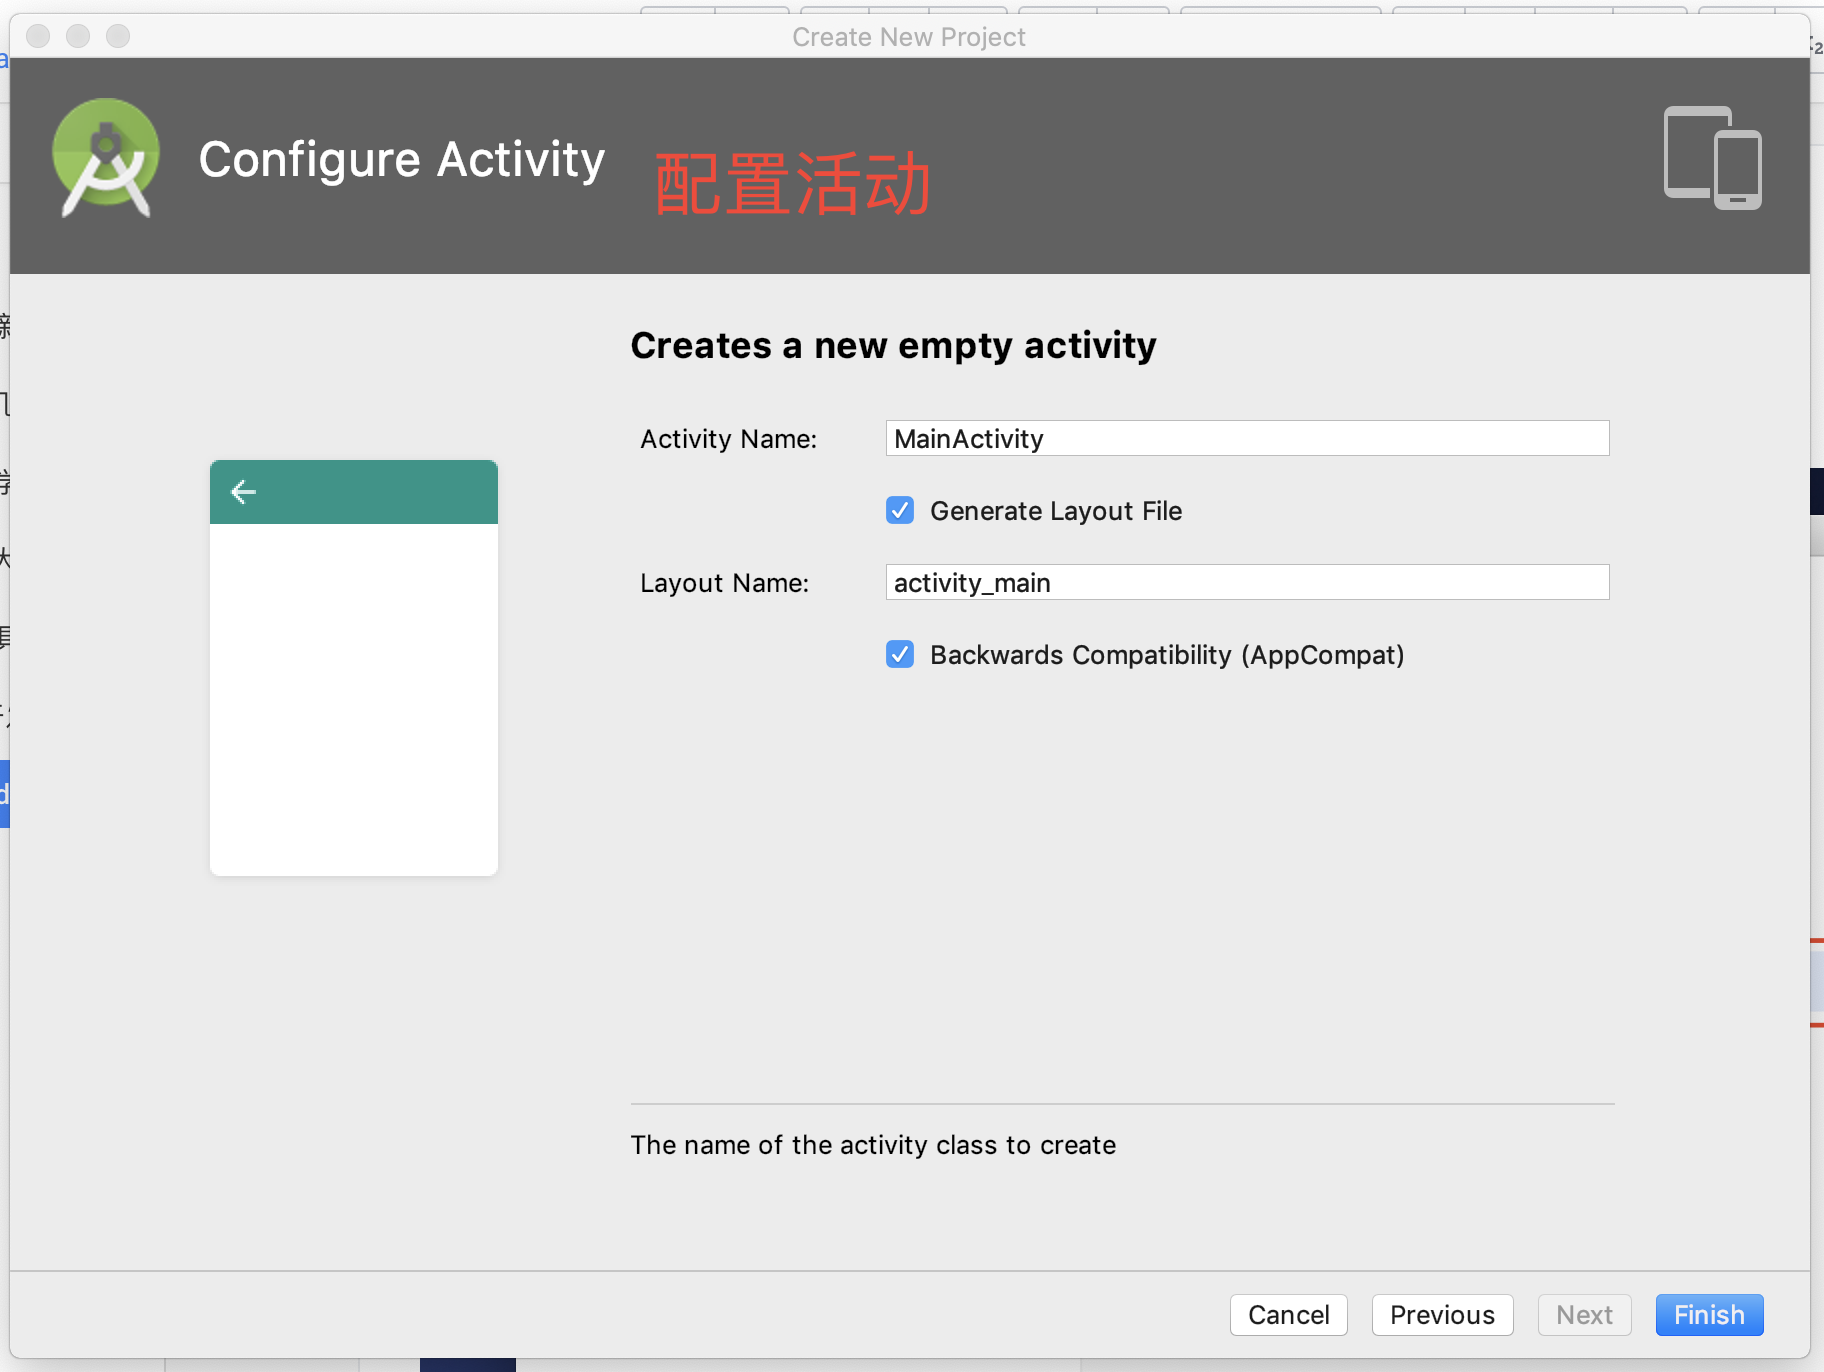 Create New Project
Configure Activity
配置活动
Creates a new empty activity
Activity Name: MainActivity
Generate Layout File
Layout Name: activity_main
Backwards Compatibility (AppCompat)
The name of the activity class to create
Cancel Previous Next Finish